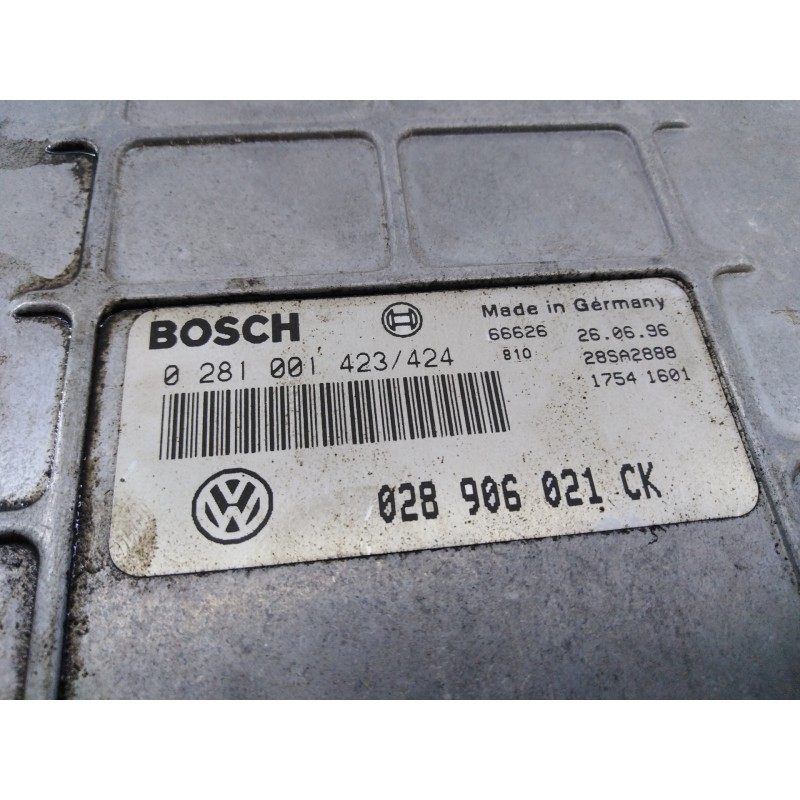 BOSCH
Made in Germany
0 281 001 423/424
66626 26.06.96
810 28SA2888
1754 1601
VW
028 906 021 CK